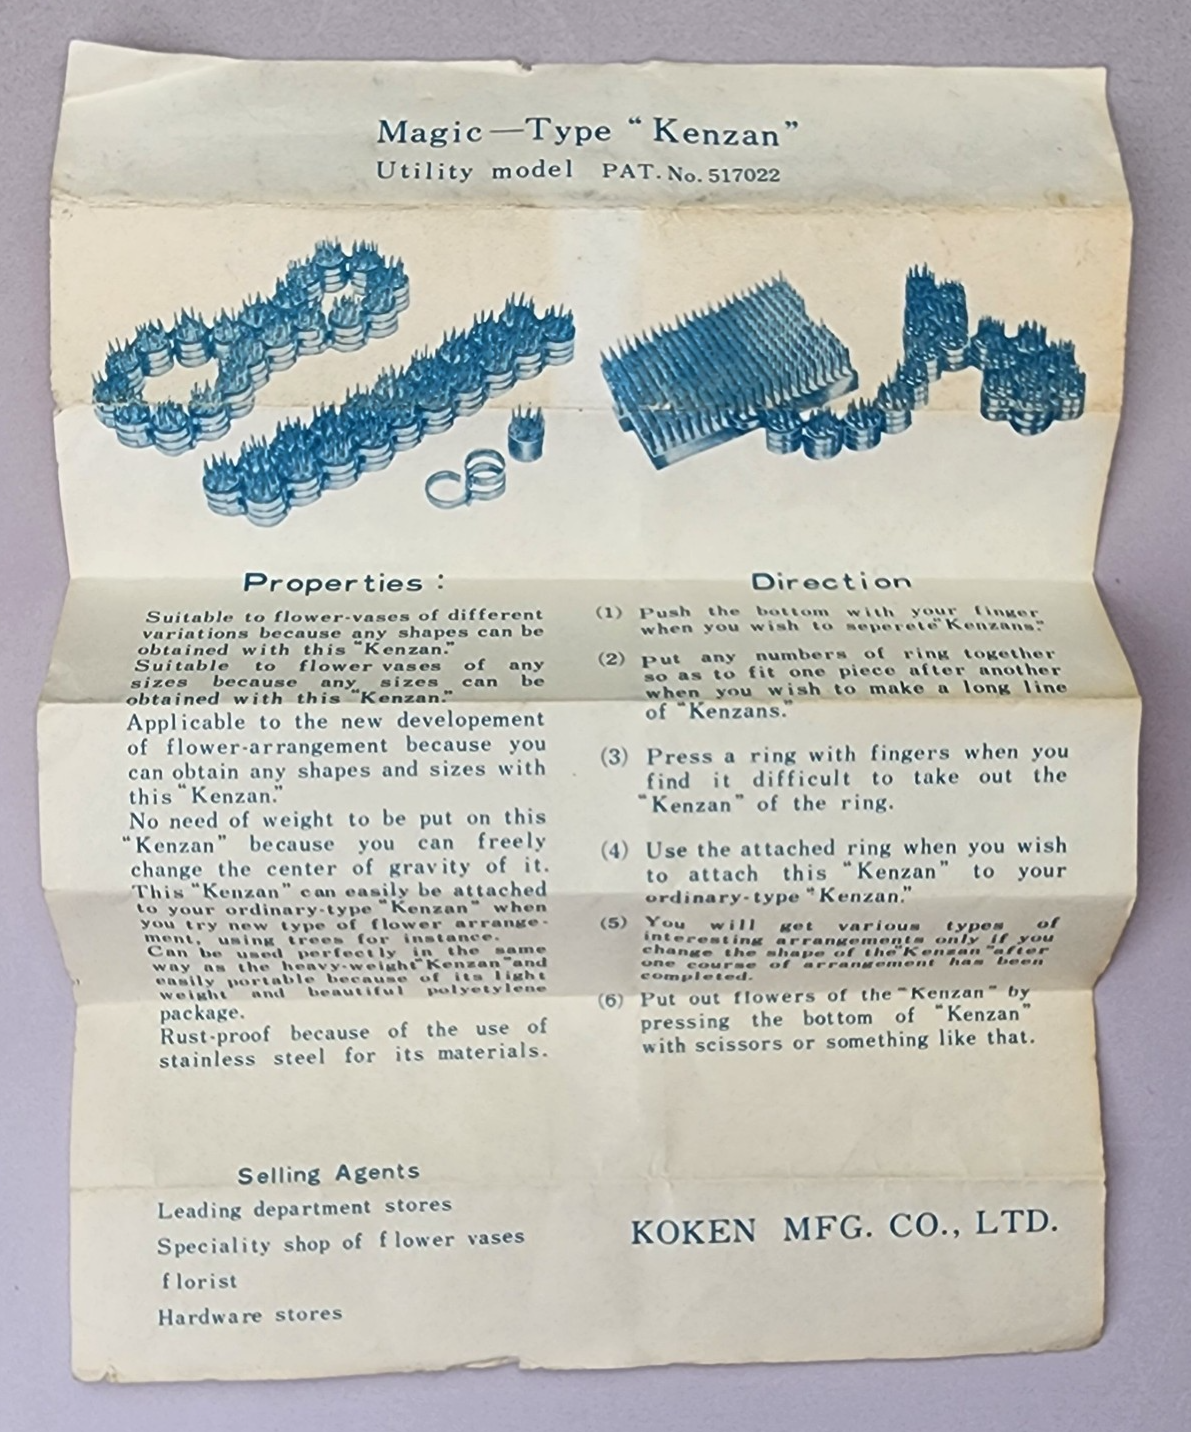 Magic—Type “Kenzan”
Utility model PAT. No. 517022
Properties :
Suitable to flower-vases of different
variations because any shapes can be
obtained with this “Kenzan.”
Suitable to flower vases of any
sizes because any sizes can be
obtained with this “Kenzan.”
Applicable to the new developement
of flower-arrangement because you
can obtain any shapes and sizes with
this “Kenzan.”
No need of weight to be put on this
“Kenzan” because you can freely
change the center of gravity of it.
This “Kenzan” can easily be attached
to your ordinary-type “Kenzan” when
you try new type of flower arrange-
ment, using trees for instance.
Can be used perfectly in the same
way as the heavy-weight “Kenzan” and
easily portable because of its light
weight and beautiful polyetylene
package.
Rust-proof because of the use of
stainless steel for its materials.
Direction
(1) Push the bottom with your finger
when you wish to seperete “Kenzans.”
(2) Put any numbers of ring together
so as to fit one piece after another
when you wish to make a long line
of “Kenzans.”
(3) Press a ring with fingers when you
find it difficult to take out the
“Kenzan” of the ring.
(4) Use the attached ring when you wish
to attach this “Kenzan” to your
ordinary-type “Kenzan.”
(5) You will get various types of
interesting arrangements only if you
change the shape of the “Kenzan” after
one course of arrangement has been
completed.
(6) Put out flowers of the “Kenzan” by
pressing the bottom of “Kenzan”
with scissors or something like that.
Selling Agents
Leading department stores
Speciality shop of flower vases
florist
Hardware stores
KOKEN MFG. CO., LTD.